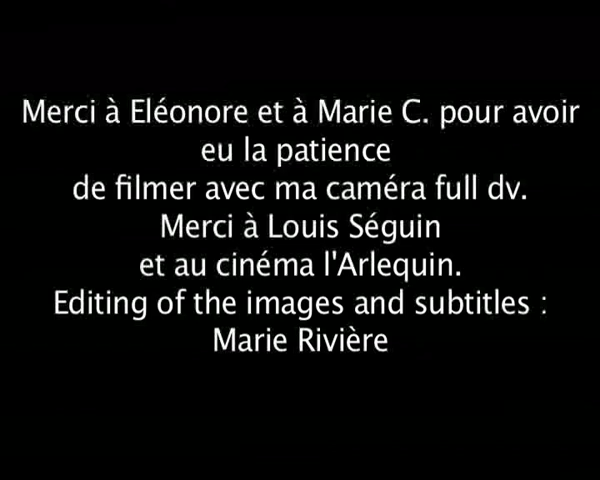 Merci à Eléonore et à Marie C. pour avoir
eu la patience
de filmer avec ma caméra full dv.
Merci à Louis Séguin
et au cinéma l'Arlequin.
Editing of the images and subtitles :
Marie Rivière